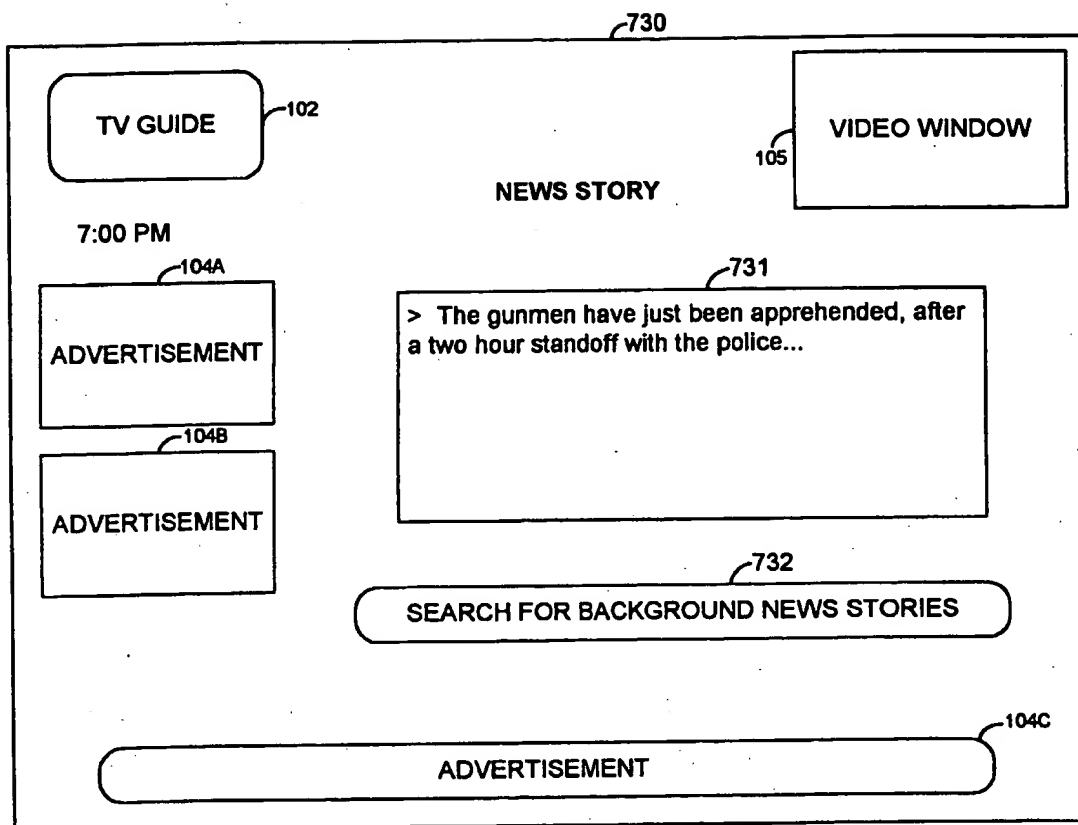 730
TV GUIDE
102
VIDEO WINDOW
105
NEWS STORY
7:00 PM
104A
ADVERTISEMENT
731
> The gunmen have just been apprehended, after
a two hour standoff with the police...
104B
ADVERTISEMENT
732
SEARCH FOR BACKGROUND NEWS STORIES
104C
ADVERTISEMENT